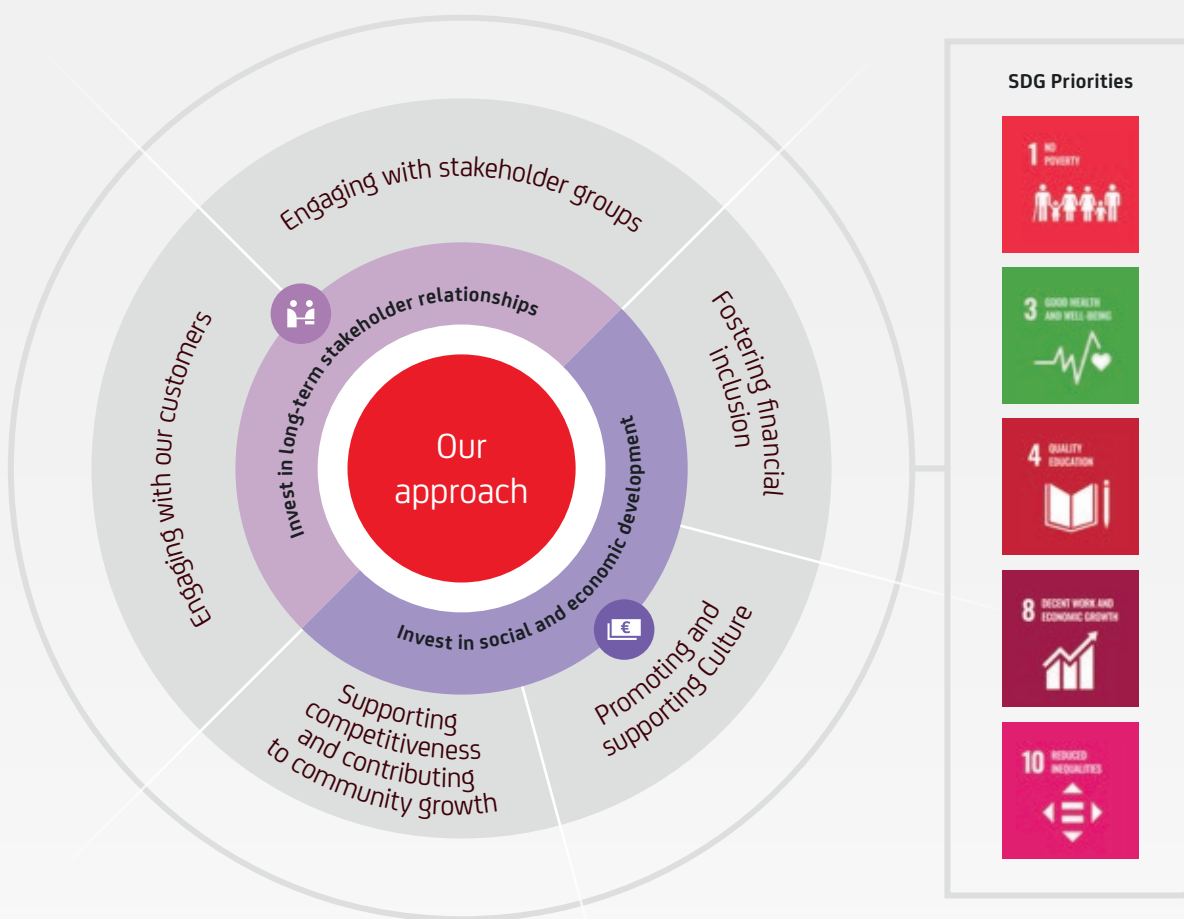 Engaging with stakeholder groups
Engaging with our customers
Invest in long-term stakeholder relationships
Our
approach
Invest in social and economic development
Fostering financial
inclusion
Promoting and
supporting Culture
Supporting
competitiveness
and contributing
to community growth
€
SDG Priorities
1 NO
POVERTY
3 GOOD HEALTH
AND WELL-BEING
4 QUALITY
EDUCATION
8 DECENT WORK AND
ECONOMIC GROWTH
10 REDUCED
INEQUALITIES